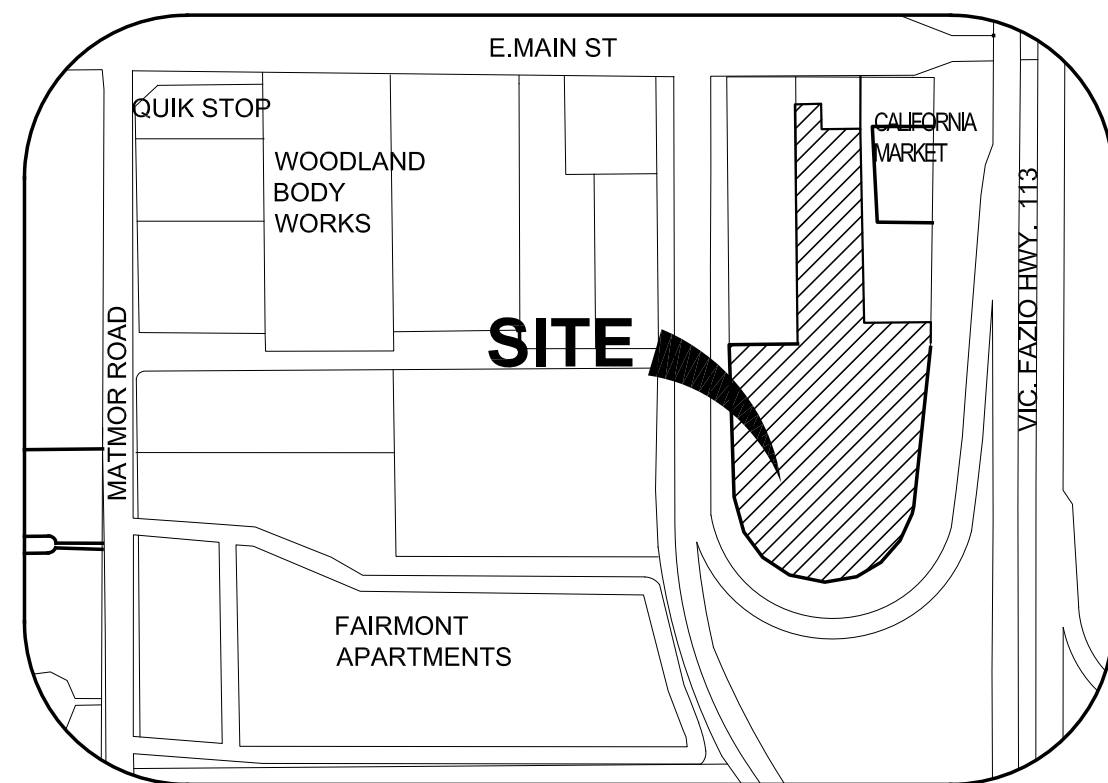 E.MAIN ST
QUIK STOP
CALIFORNIA
MARKET
WOODLAND
BODY
WORKS
VIC. FAZIO HWY. 113
MATMOR ROAD
SITE
FAIRMONT
APARTMENTS